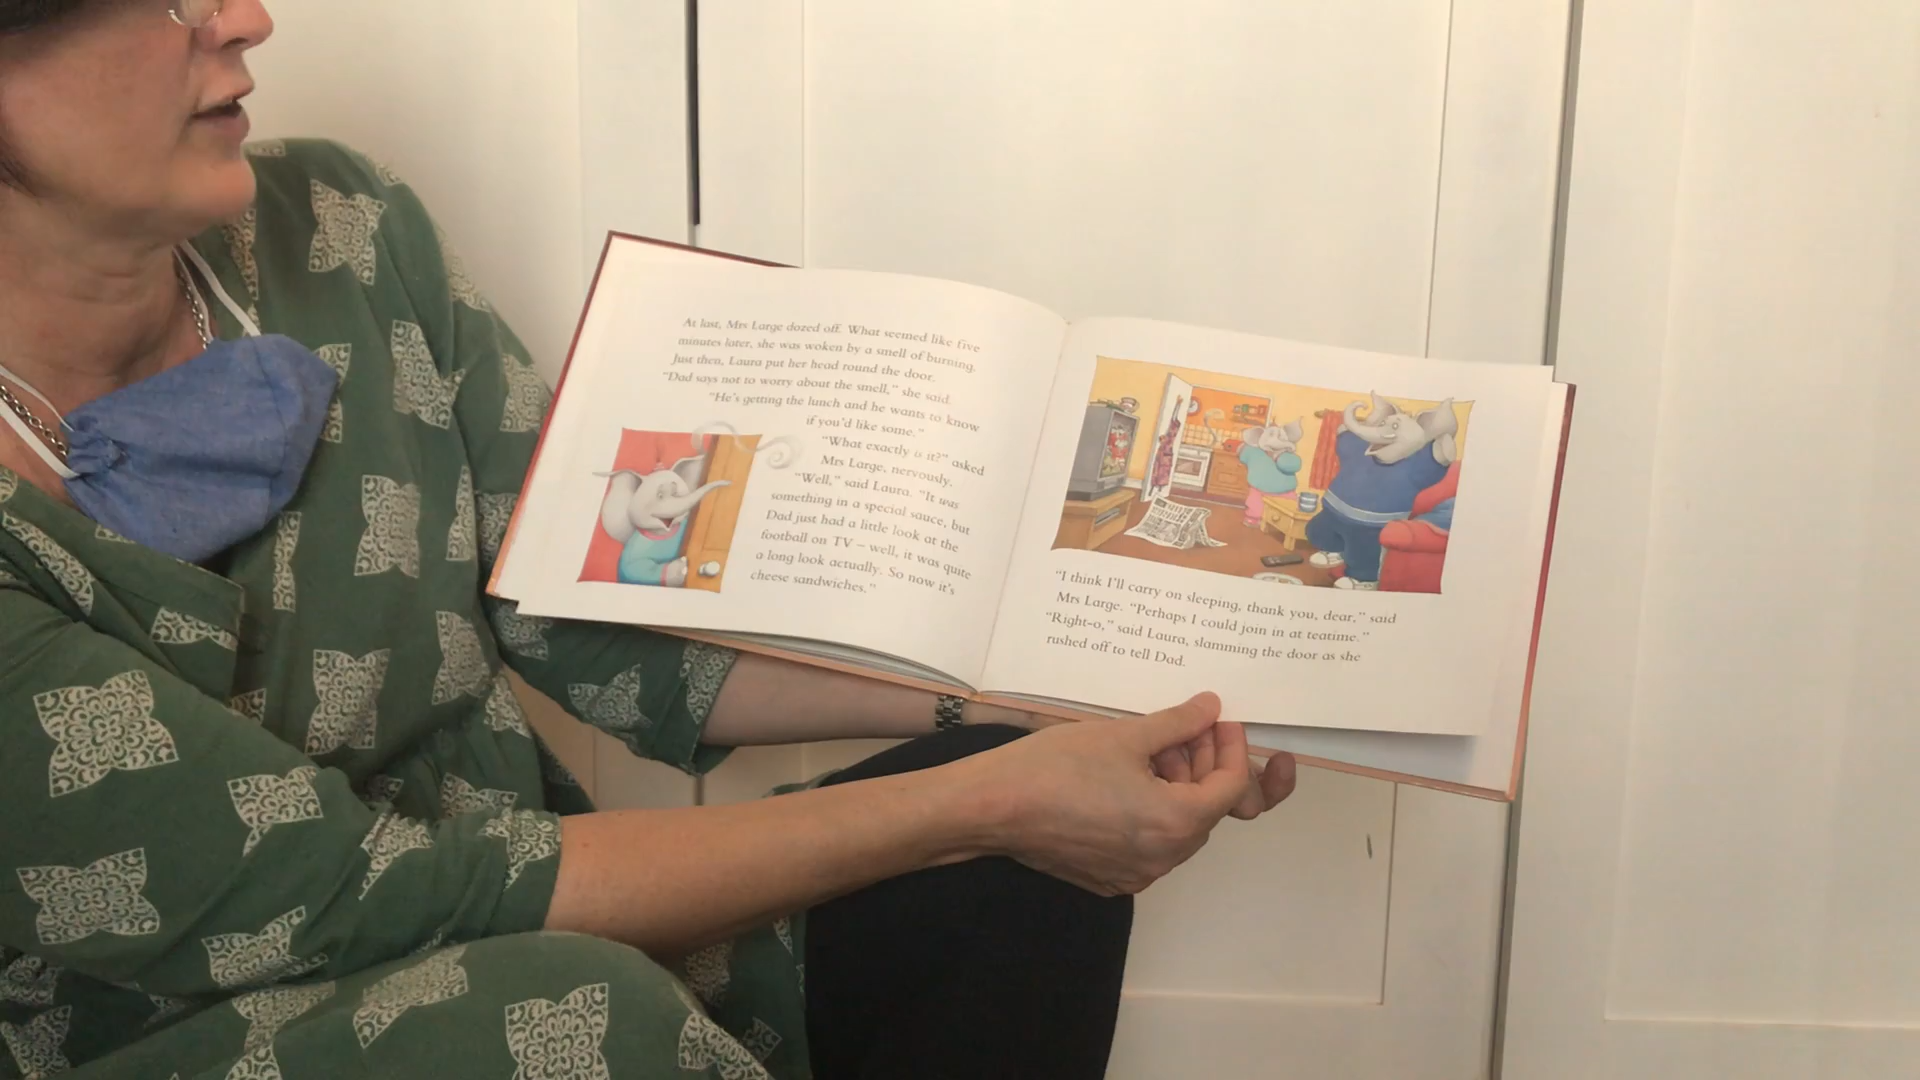 At last, Mrs Large dozed off. What seemed like five
minutes later, she was woken by a smell of burning.
Just then, Laura put her head round the door.
“Dad says not to worry about the smell,” she said.
“He’s getting the lunch and he wants to know
if you’d like some.”
“What exactly is it?” asked
Mrs Large, nervously.
“Well,” said Laura. “It was
something in a special sauce, but
Dad just had a little look at the
football on TV – well, it was quite
a long look actually. So now it’s
cheese sandwiches.”
“I think I’ll carry on sleeping, thank you, dear,” said
Mrs Large. “Perhaps I could join in at teatime.”
“Right-o,” said Laura, slamming the door as she
rushed off to tell Dad.